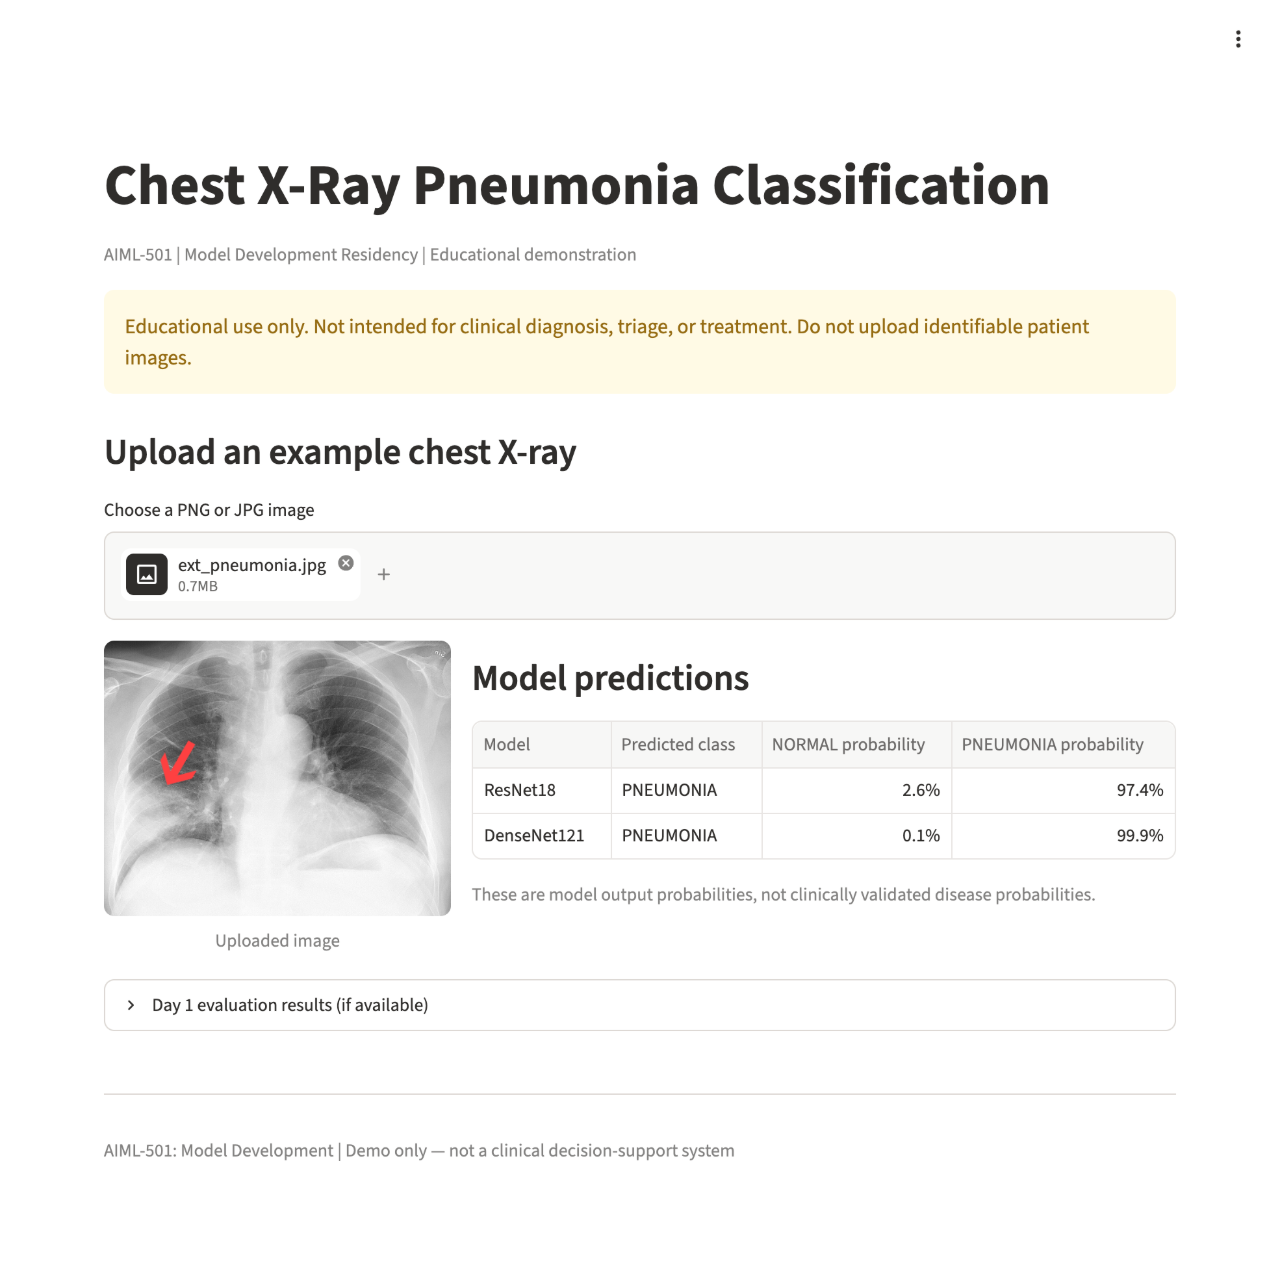 Chest X-Ray Pneumonia Classification
AIML-501 | Model Development Residency | Educational demonstration
Educational use only. Not intended for clinical diagnosis, triage, or treatment. Do not upload identifiable patient
images.
Upload an example chest X-ray
Choose a PNG or JPG image
ext_pneumonia.jpg
0.7MB
Model predictions
Model Predicted class NORMAL probability PNEUMONIA probability
ResNet18 PNEUMONIA 2.6% 97.4%
DenseNet121 PNEUMONIA 0.1% 99.9%
These are model output probabilities, not clinically validated disease probabilities.
Uploaded image
Day 1 evaluation results (if available)
AIML-501: Model Development | Demo only — not a clinical decision-support system